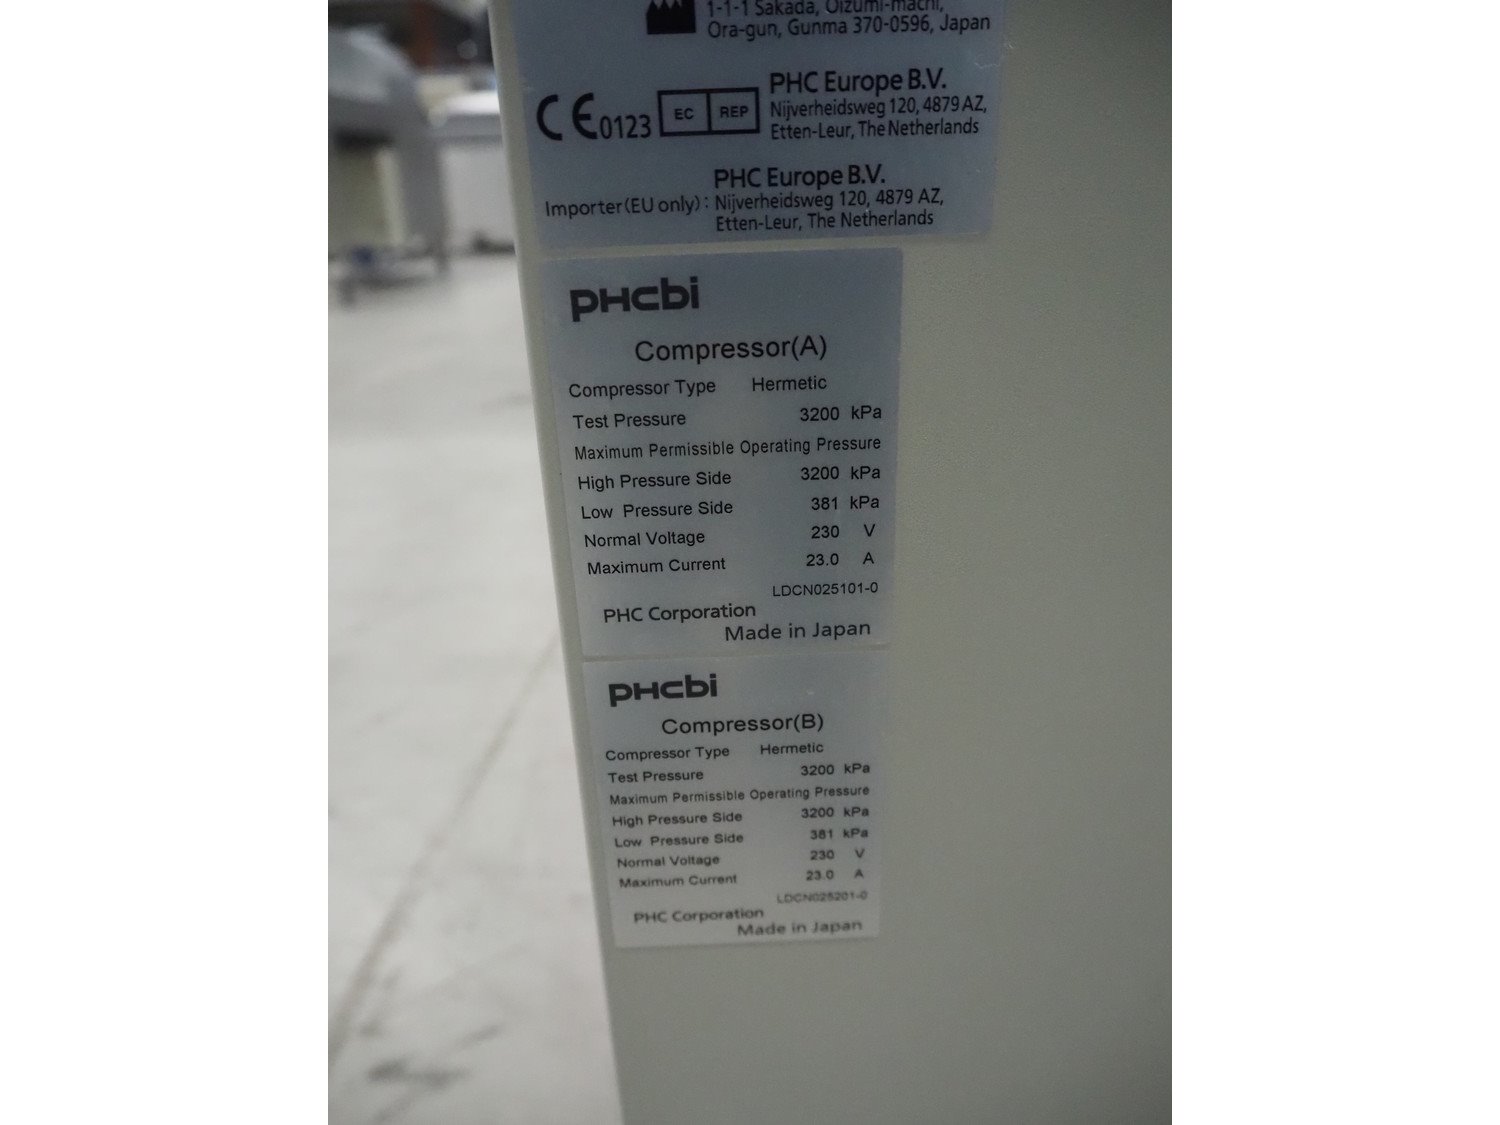 1-1-1 Sakada, Oizumi-machi,
Ora-gun, Gunma 370-0596, Japan
CE0123 EC REP
PHC Europe B.V.
Nijverheidsweg 120, 4879 AZ,
Etten-Leur, The Netherlands
PHC Europe B.V.
Importer(EU only): Nijverheidsweg 120, 4879 AZ,
Etten-Leur, The Netherlands
PHCbi
Compressor(A)
Compressor Type Hermetic
Test Pressure 3200 kPa
Maximum Permissible Operating Pressure
High Pressure Side 3200 kPa
Low Pressure Side 381 kPa
Normal Voltage 230 V
Maximum Current 23.0 A
LDCN025101-0
PHC Corporation
Made in Japan
PHCbi
Compressor(B)
Compressor Type Hermetic
Test Pressure 3200 kPa
Maximum Permissible Operating Pressure
High Pressure Side 3200 kPa
Low Pressure Side 381 kPa
Normal Voltage 230 V
Maximum Current 23.0 A
LDCN025201-0
PHC Corporation
Made in Japan